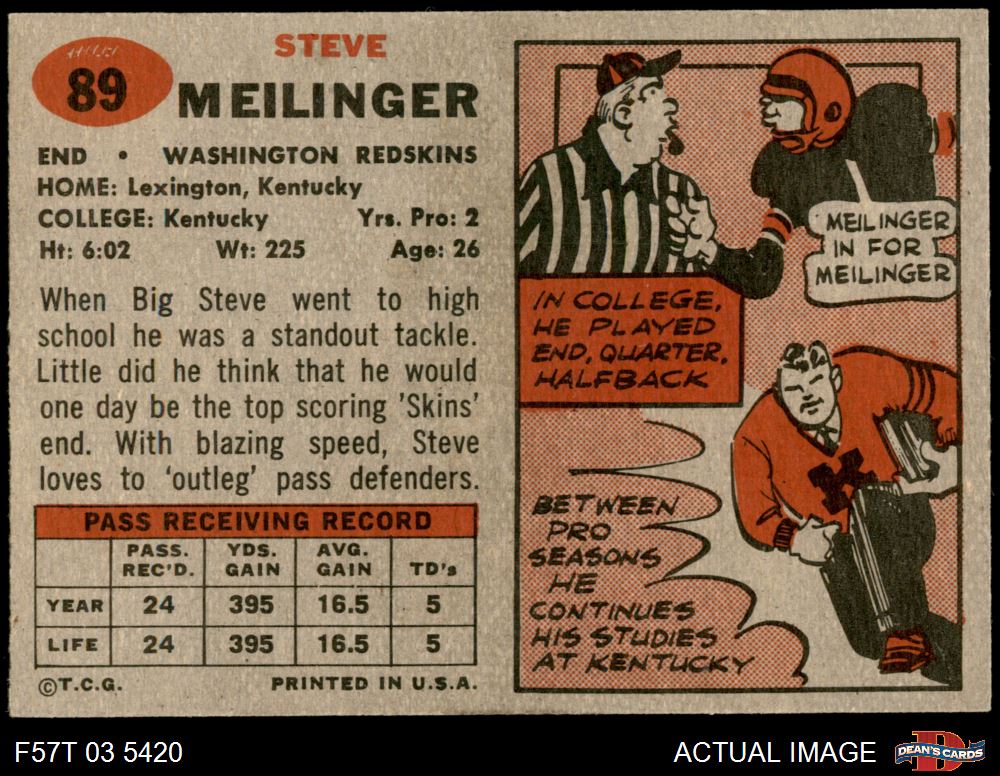 89
STEVE
MEILINGER
END • WASHINGTON REDSKINS
HOME: Lexington, Kentucky
COLLEGE: Kentucky Yrs. Pro: 2
Ht: 6:02 Wt: 225 Age: 26
When Big Steve went to high
school he was a standout tackle.
Little did he think that he would
one day be the top scoring 'Skins'
end. With blazing speed, Steve
loves to 'outleg' pass defenders.
PASS RECEIVING RECORD
PASS. REC'D. YDS. GAIN AVG. GAIN TD's
YEAR 24 395 16.5 5
LIFE 24 395 16.5 5
©T.C.G. PRINTED IN U.S.A.
MEILINGER
IN FOR
MEILINGER
IN COLLEGE,
HE PLAYED
END, QUARTER,
HALFBACK
BETWEEN
PRO
SEASONS
HE
CONTINUES
HIS STUDIES
AT KENTUCKY
F57T 03 5420 ACTUAL IMAGE DEAN'S CARDS